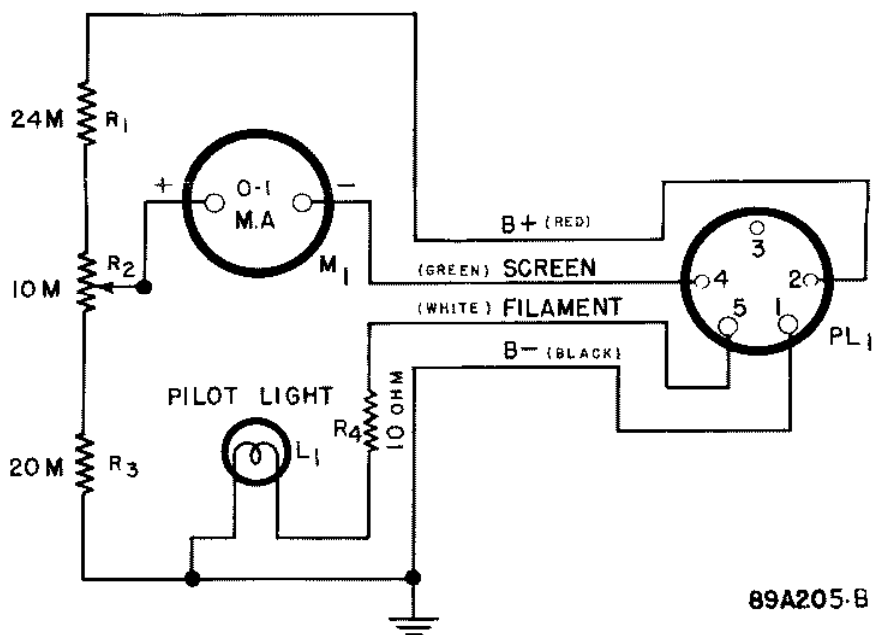 24M R1
+ 0-1 M.A -
M1
R2
10M
B+ (RED)
(GREEN) SCREEN
(WHITE) FILAMENT
B- (BLACK)
3
4 2
5 1
PL1
PILOT LIGHT
L1
R4 10 OHM
20M R3
89A205-B